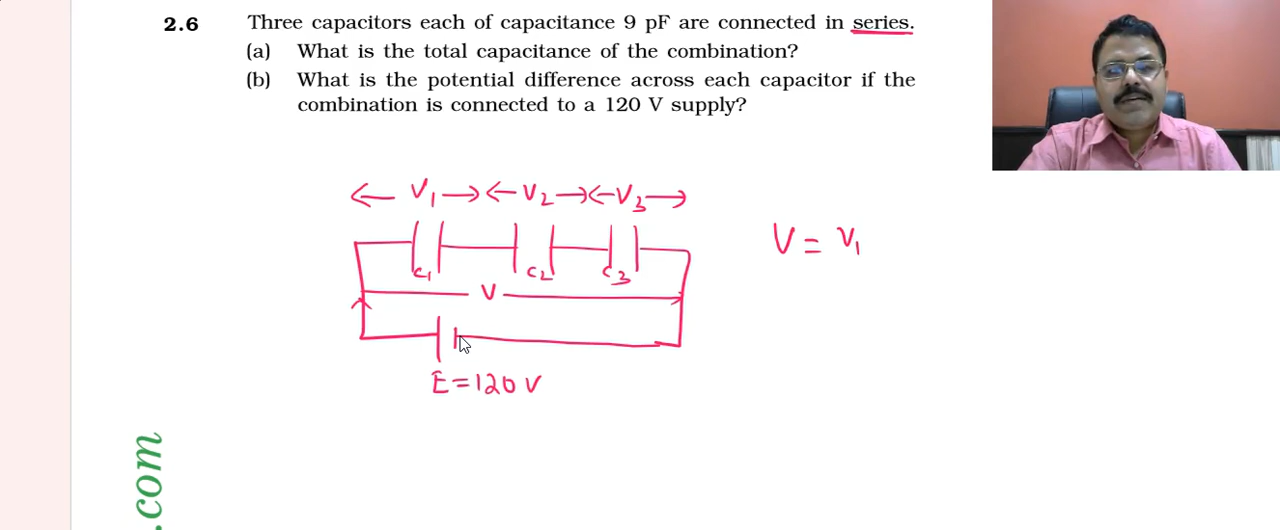 2.6 Three capacitors each of capacitance 9 pF are connected in series.
(a) What is the total capacitance of the combination?
(b) What is the potential difference across each capacitor if the
combination is connected to a 120 V supply?
V₁ V₂ V₃
V = V₁
C₁ C₂ C₃
V
E = 120 V
.com